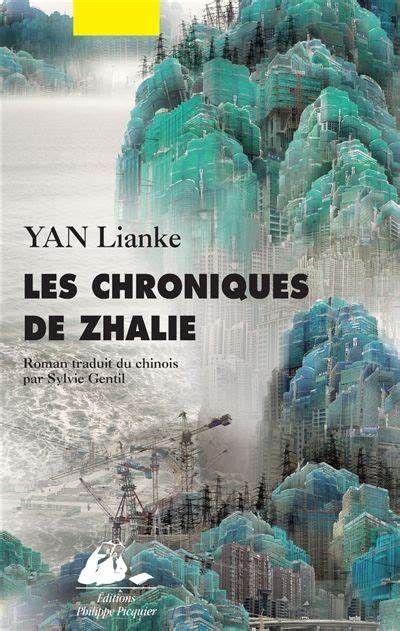 YAN Lianke
LES CHRONIQUES
DE ZHALIE
Roman traduit du chinois
par Sylvie Gentil
Editions
Philippe Picquier